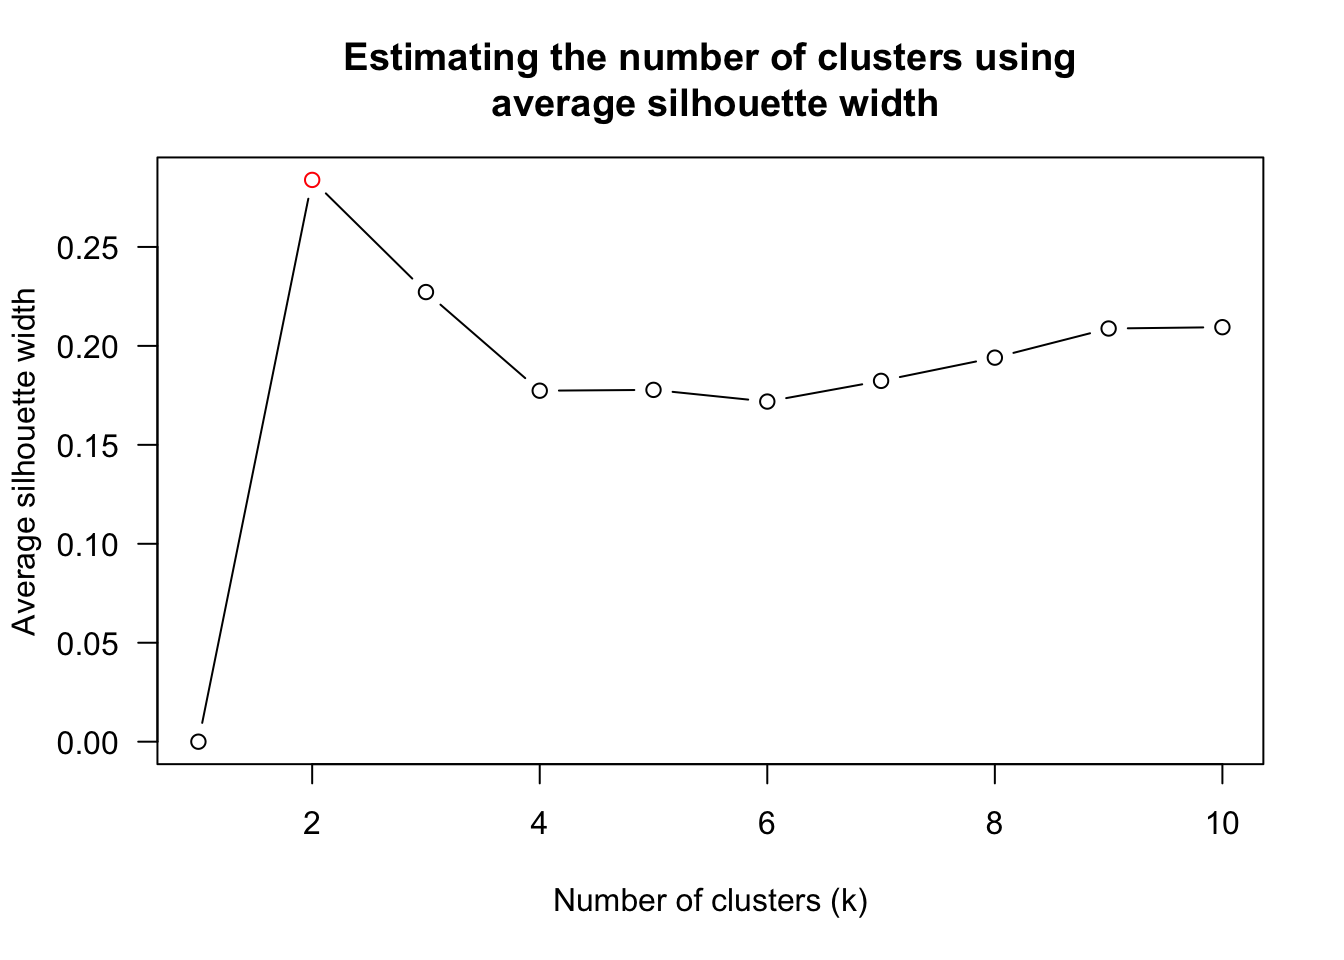 Estimating the number of clusters using
average silhouette width
Average silhouette width
0.25
0.20
0.15
0.10
0.05
0.00
2
4
6
8
10
Number of clusters (k)